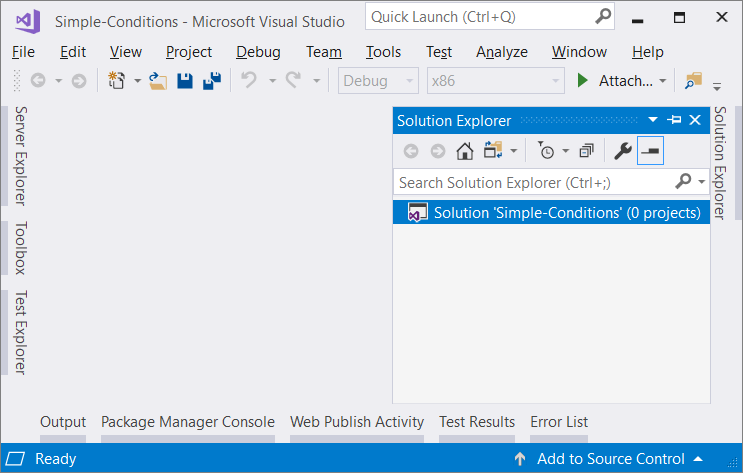 Simple-Conditions - Microsoft Visual Studio
Quick Launch (Ctrl+Q)
File Edit View Project Debug Team Tools Test Analyze Window Help
Debug x86 Attach...
Server Explorer
Toolbox
Test Explorer
Solution Explorer
Search Solution Explorer (Ctrl+;)
Solution 'Simple-Conditions' (0 projects)
Solution Explorer
Output Package Manager Console Web Publish Activity Test Results Error List
Ready Add to Source Control